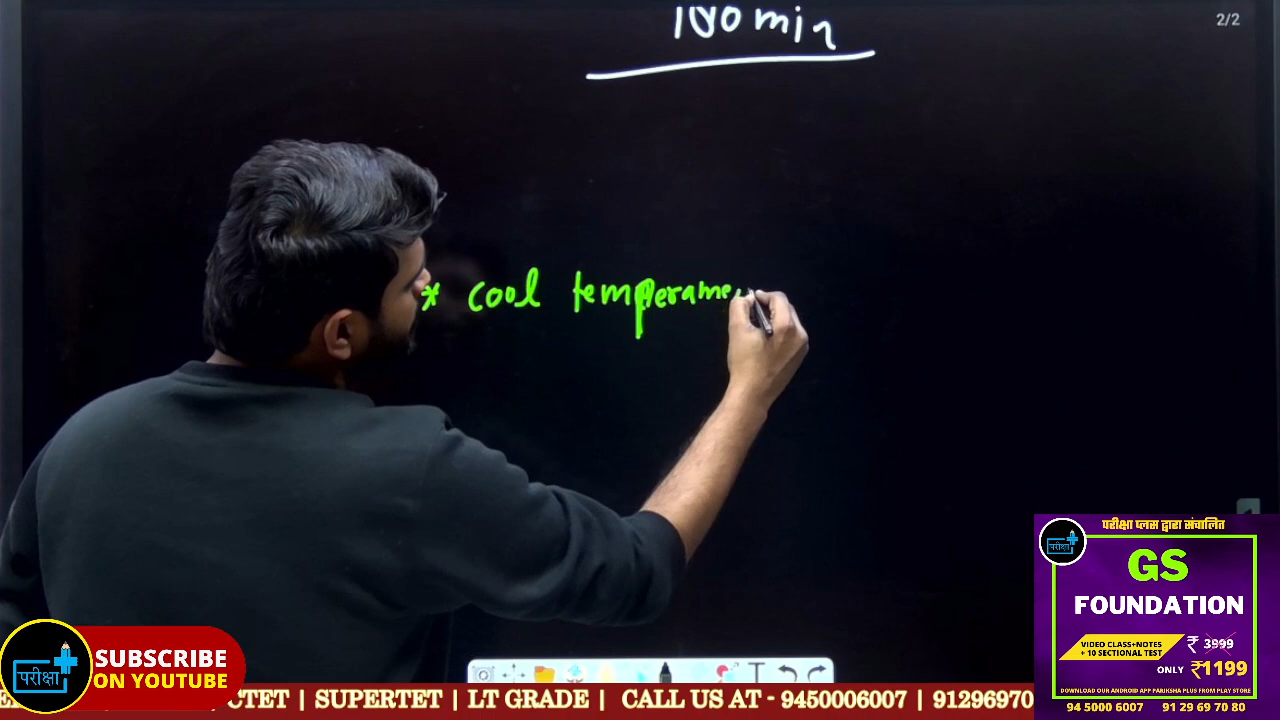 180 min
2/2
* cool temperame
परीक्षा प्लस द्वारा संचालित
परीक्षा
GS
FOUNDATION
VIDEO CLASS+NOTES
+ 10 SECTIONAL TEST
₹ 3999
ONLY ₹1199
DOWNLOAD OUR ANDROID APP PARIKSHA PLUS FROM PLAY STORE
94 5000 6007 91 29 69 70 80
परीक्षा
SUBSCRIBE
ON YOUTUBE
CTET | SUPERTET | LT GRADE | CALL US AT - 9450006007 | 91296970